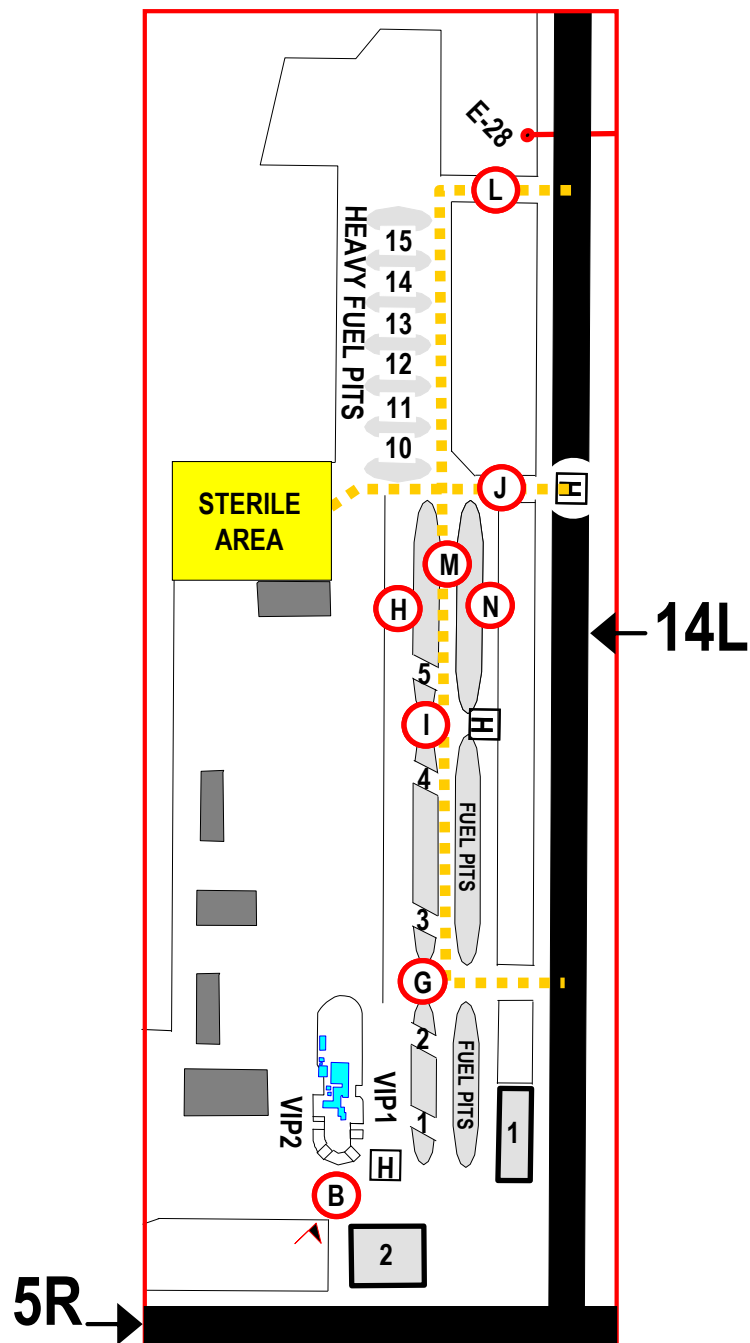 E-28
L
HEAVY FUEL PITS
15
14
13
12
11
10
J
H
STERILE
AREA
M
H
N
14L
5
I
H
4
FUEL PITS
3
G
2
FUEL PITS
VIP1
VIP2
1
1
H
B
2
5R